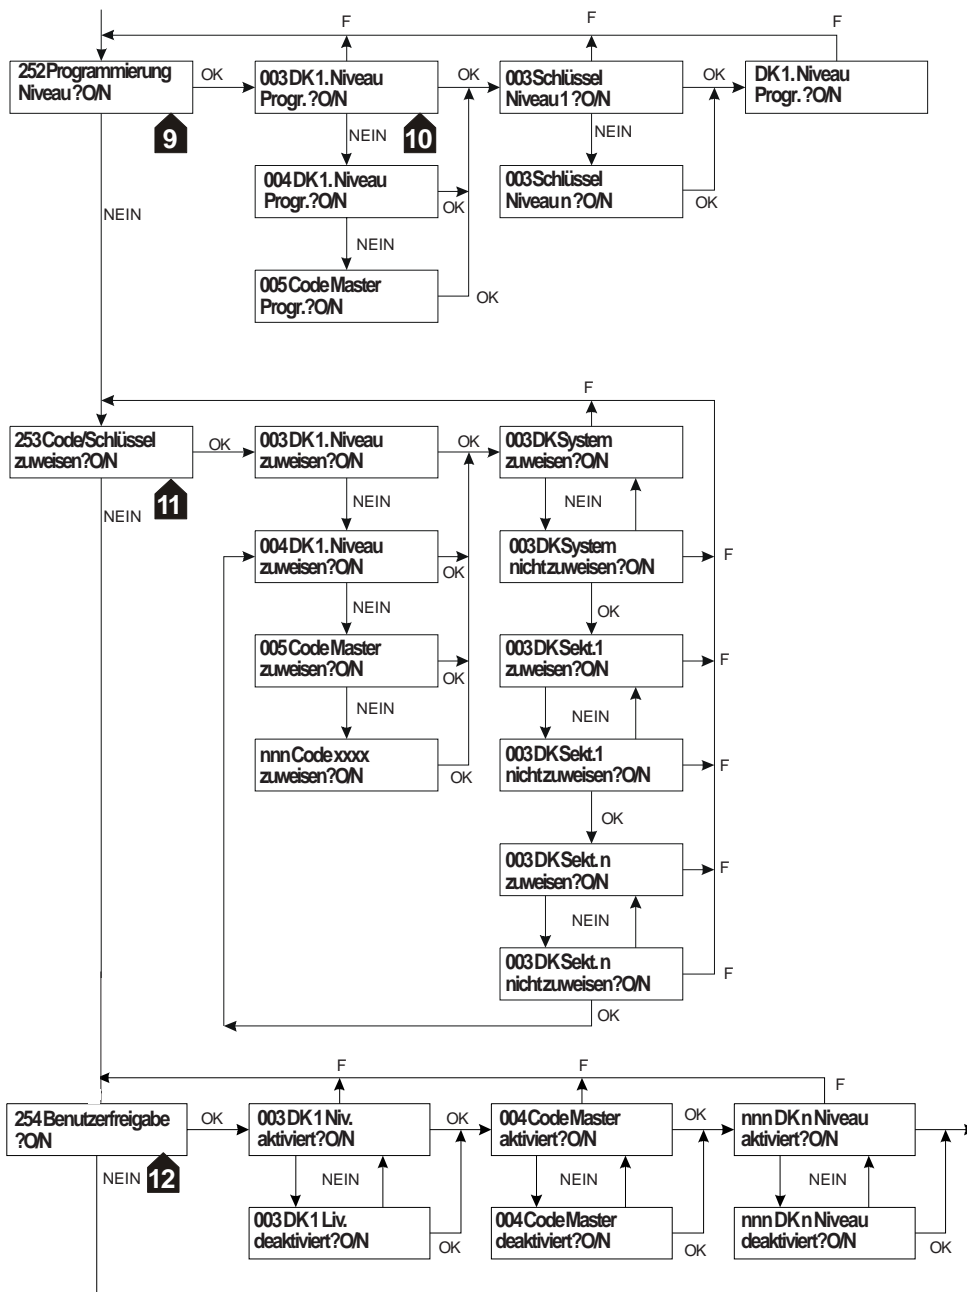 F
F
F
252 Programmierung
Niveau ?O/N
OK
003 DK 1. Niveau
Progr. ?O/N
OK
003 Schlüssel
Niveau 1 ?O/N
OK
DK 1. Niveau
Progr. ?O/N
9
NEIN
10
NEIN
004 DK 1. Niveau
Progr.?O/N
OK
003 Schlüssel
Niveau n ?O/N
OK
NEIN
NEIN
005 Code Master
Progr.?O/N
OK
F
253 Code/Schlüssel
zuweisen?O/N
OK
003 DK 1. Niveau
zuweisen?O/N
OK
003 DK System
zuweisen?O/N
11
NEIN
NEIN
NEIN
004 DK 1. Niveau
zuweisen?O/N
OK
003 DK System
nicht zuweisen?O/N
F
NEIN
OK
005 Code Master
zuweisen?O/N
OK
003 DK Sekt.1
zuweisen?O/N
F
NEIN
NEIN
nnn Code xxxx
zuweisen?O/N
OK
003 DK Sekt.1
nicht zuweisen?O/N
F
OK
003 DK Sekt. n
zuweisen?O/N
F
NEIN
003 DK Sekt. n
nicht zuweisen?O/N
F
OK
F
F
F
254 Benutzerfreigabe
?O/N
OK
003 DK 1 Niv.
aktiviert?O/N
OK
004 Code Master
aktiviert?O/N
OK
nnn DK n Niveau
aktiviert?O/N
NEIN
12
NEIN
NEIN
NEIN
003 DK 1 Liv.
deaktiviert?O/N
OK
004 Code Master
deaktiviert?O/N
OK
nnn DK n Niveau
deaktiviert?O/N
OK